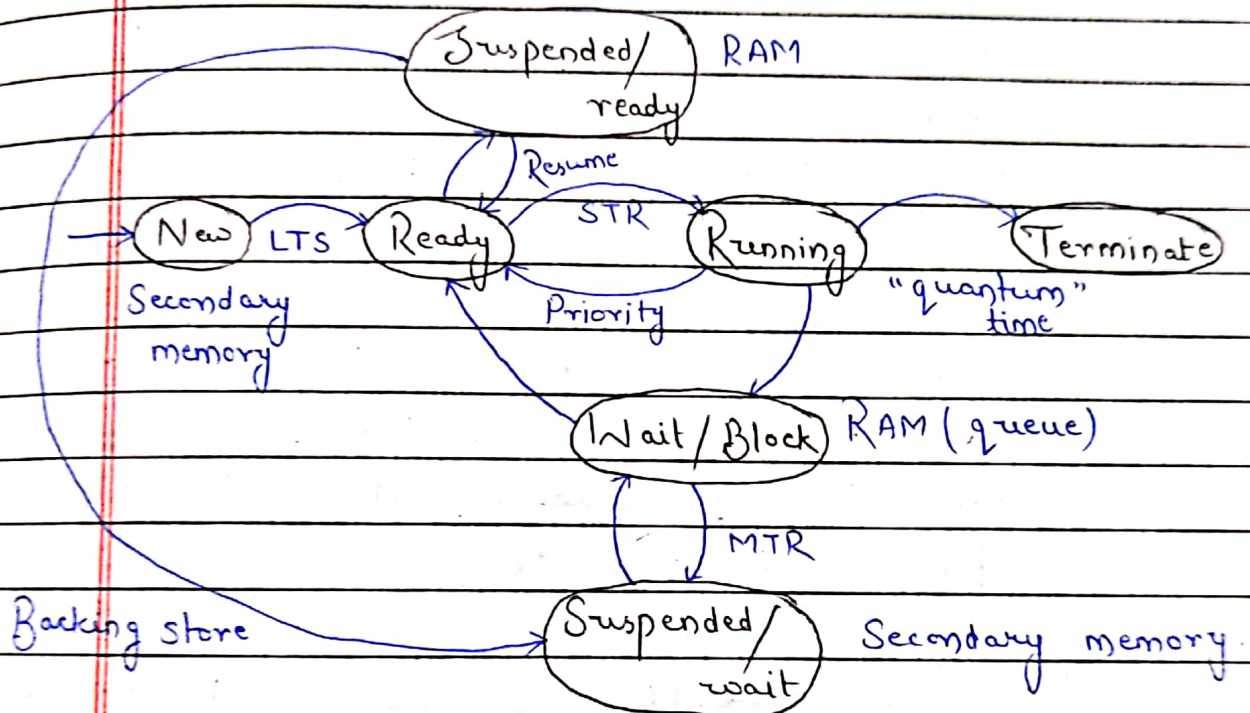 Suspended/ RAM
ready
Resume
STR
New LTS Ready Running Terminate
Secondary
memory
Priority
"quantum"
time
Wait/Block RAM (queue)
MTR
Backing store
Suspended/
wait
Secondary memory